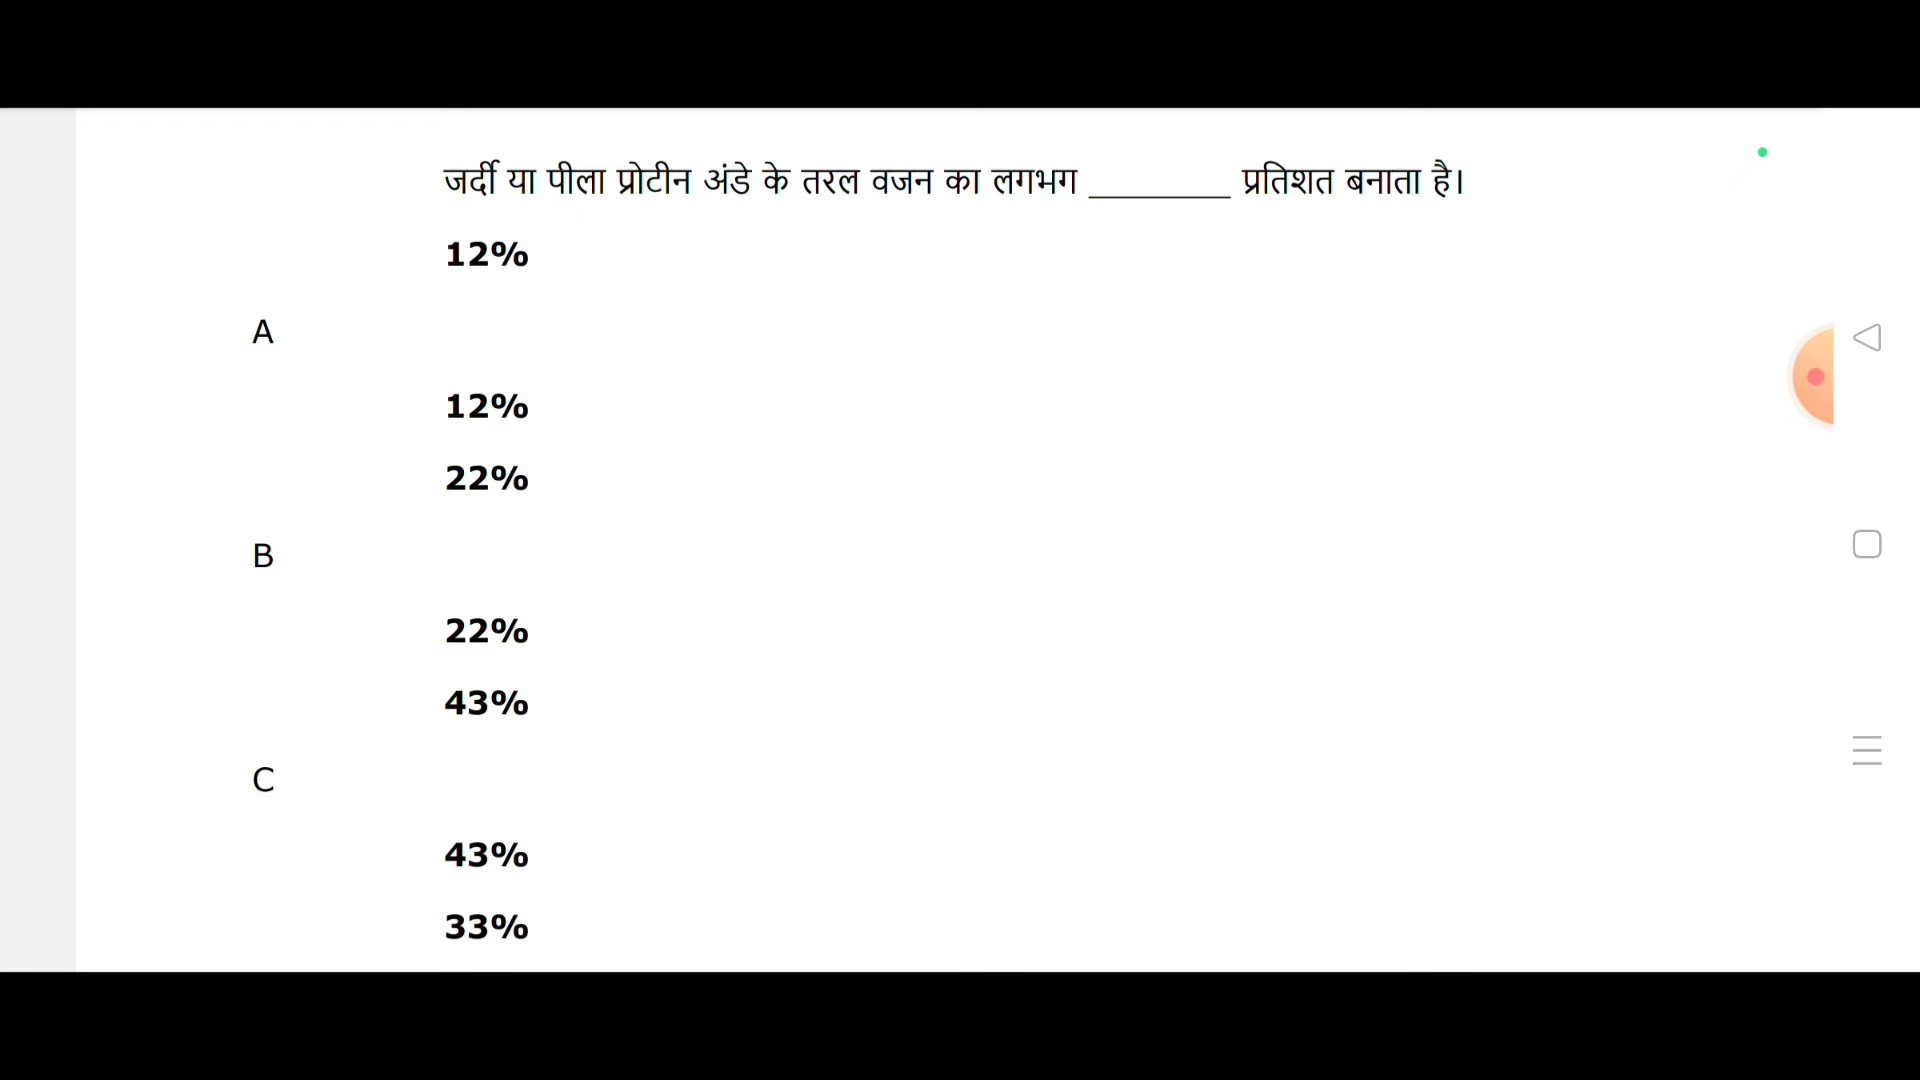 जर्दी या पीला प्रोटीन अंडे के तरल वजन का लगभग ________ प्रतिशत बनाता है।
12%
A
12%
22%
B
22%
43%
C
43%
33%